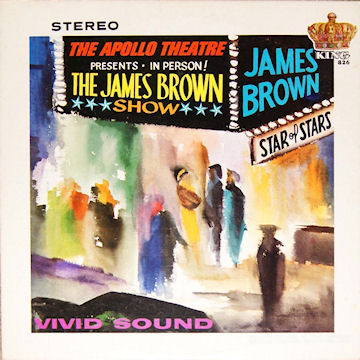 STEREO
KING
826
THE APOLLO THEATRE
PRESENTS · IN PERSON!
THE JAMES BROWN
★★★SHOW★★★
JAMES
BROWN
STAR of STARS
VIVID SOUND